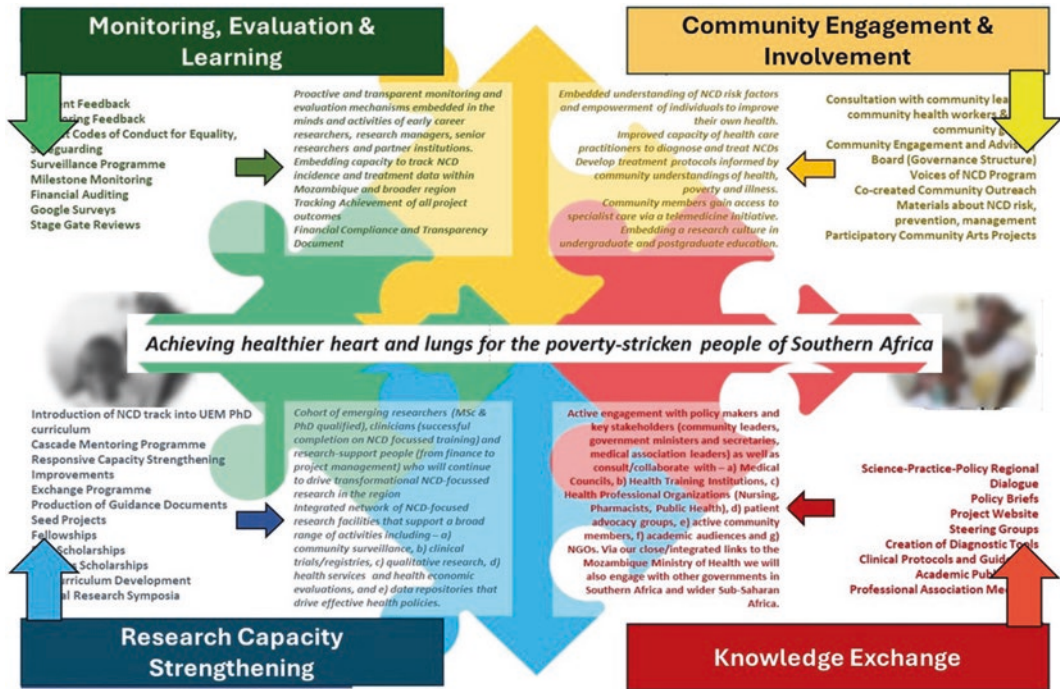 Monitoring, Evaluation &
Learning
Feedback
Feedback
Codes of Conduct for Equality,
Safeguarding
Surveillance Programme
Milestone Monitoring
Financial Auditing
Google Surveys
Stage Gate Reviews
Proactive and transparent monitoring and
evaluation mechanisms embedded in the
minds and activities of early career
researchers, research managers, senior
researchers and partner institutions.
Embedding capacity to track NCD
incidence and treatment data within
Mozambique and broader region
Tracking Achievement of all project
outcomes
Financial Compliance and Transparency
Document
Community Engagement &
Involvement
Embedded understanding of NCD risk factors
and empowerment of individuals to improve
their own health.
Improved capacity of health care
practitioners to diagnose and treat NCDs
Develop treatment protocols informed by
community understandings of health,
poverty and illness.
Community members gain access to
specialist care via a telemedicine initiative.
Embedding a research culture in
undergraduate and postgraduate education.
Consultation with community
community health workers &
community
Community Engagement and
Board (Governance Structure)
Voices of NCD Program
Co-created Community Outreach
Materials about NCD risk,
prevention, management
Participatory Community Arts Projects
Achieving healthier heart and lungs for the poverty-stricken people of Southern Africa
Introduction of NCD track into UEM PhD
curriculum
Cascade Mentoring Programme
Responsive Capacity Strengthening
Improvements
Exchange Programme
Production of Guidance Documents
Seed Projects
Fellowships
Scholarships
Scholarships
Curriculum Development
Research Symposia
Cohort of emerging researchers (MSc &
PhD qualified), clinicians (successful
completion on NCD focussed training) and
research-support people (from finance to
project management) who will continue
to drive transformational NCD-focussed
research in the region
Integrated network of NCD-focused
research facilities that support a broad
range of activities including – a)
community surveillance, b) clinical
trials/registries, c) qualitative research, d)
health services and health economic
evaluations, and e) data repositories that
drive effective health policies.
Research Capacity
Strengthening
Active engagement with policy makers and
key stakeholders (community leaders,
government ministers and secretaries,
medical association leaders) as well as
consult/collaborate with – a) Medical
Councils, b) Health Training Institutions, c)
Health Professional Organizations (Nursing,
Pharmacists, Public Health), d) patient
advocacy groups, e) active community
members, f) academic audiences and g)
NGOs. Via our close/integrated links to the
Mozambique Ministry of Health we will
also engage with other governments in
Southern Africa and wider Sub-Saharan
Africa.
Science-Practice-Policy Regional
Dialogue
Policy Briefs
Project Website
Steering Groups
Creation of Diagnostic Tools
Clinical Protocols and
Academic
Professional Association
Knowledge Exchange